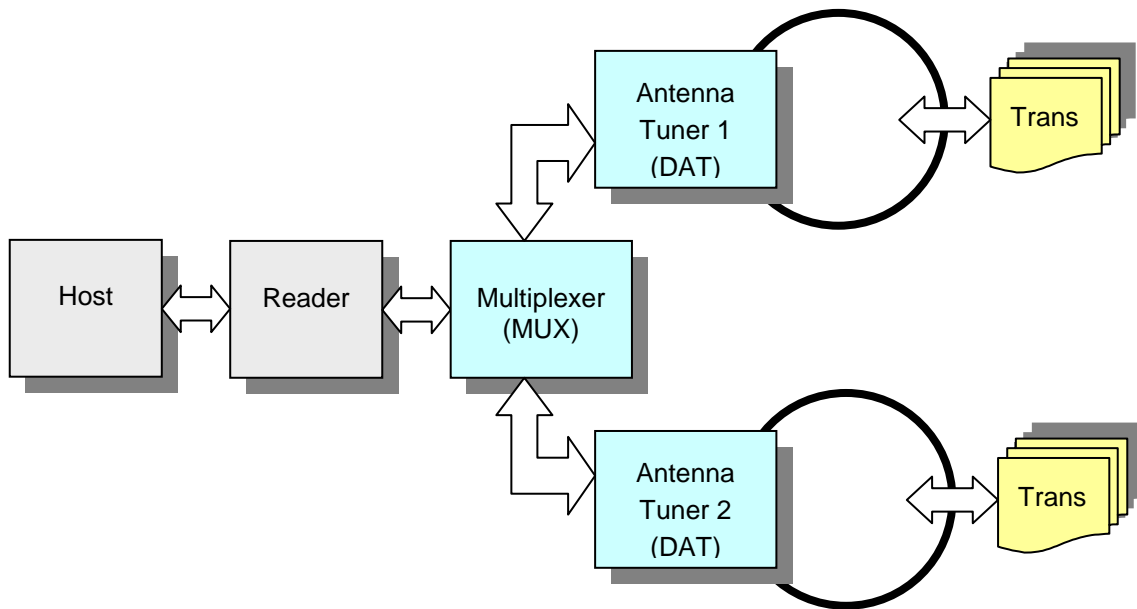 Antenna
Tuner 1
(DAT)
Trans
Host
Reader
Multiplexer
(MUX)
Antenna
Tuner 2
(DAT)
Trans